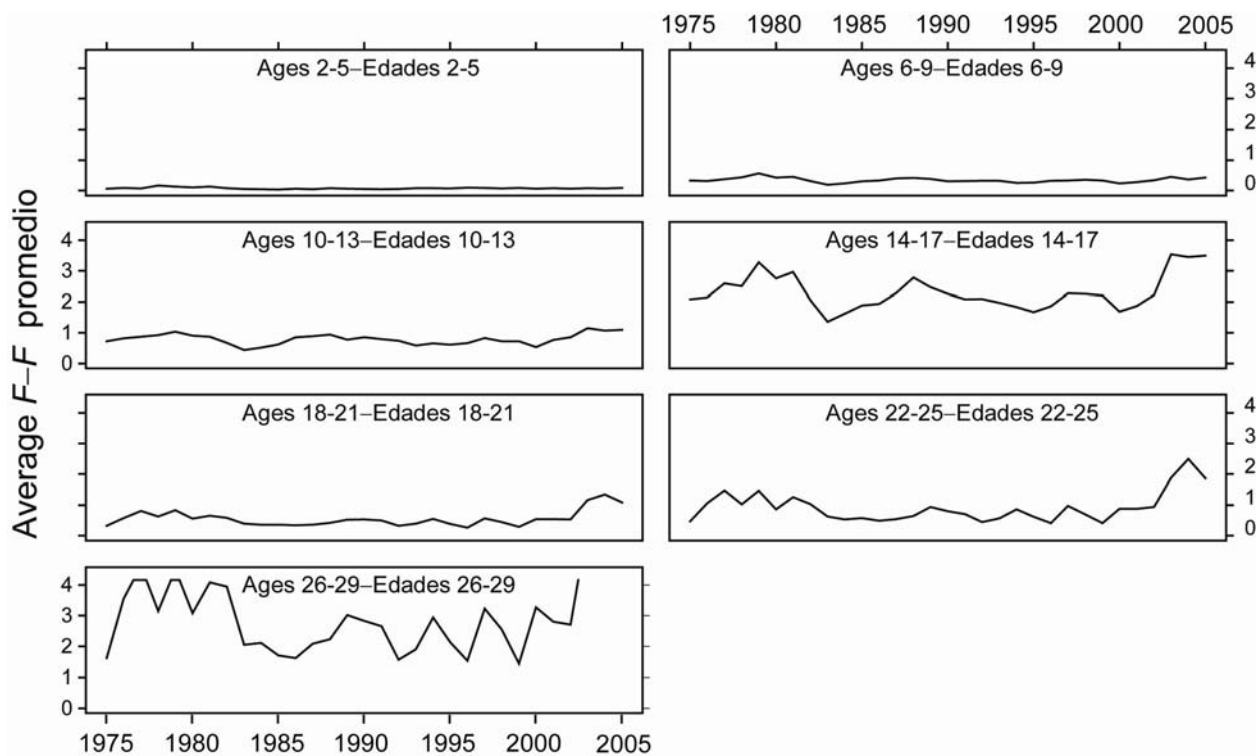 1975 1980 1985 1990 1995 2000 2005
Average F–F promedio
Ages 2-5–Edades 2-5
Ages 6-9–Edades 6-9
4
3
2
1
0
Ages 10-13–Edades 10-13
4
3
2
1
0
Ages 14-17–Edades 14-17
Ages 18-21–Edades 18-21
Ages 22-25–Edades 22-25
4
3
2
1
0
Ages 26-29–Edades 26-29
4
3
2
1
0
1975 1980 1985 1990 1995 2000 2005